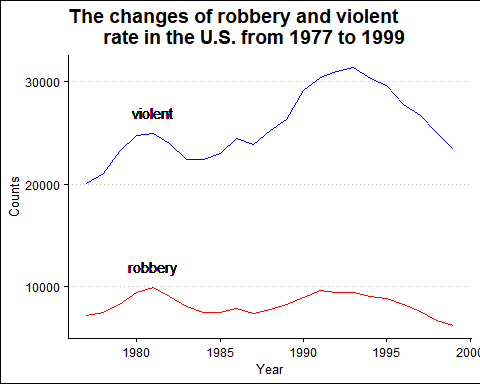 The changes of robbery and violent
rate in the U.S. from 1977 to 1999
30000
violent
20000
Counts
robbery
10000
1980 1985 1990 1995 2000
Year